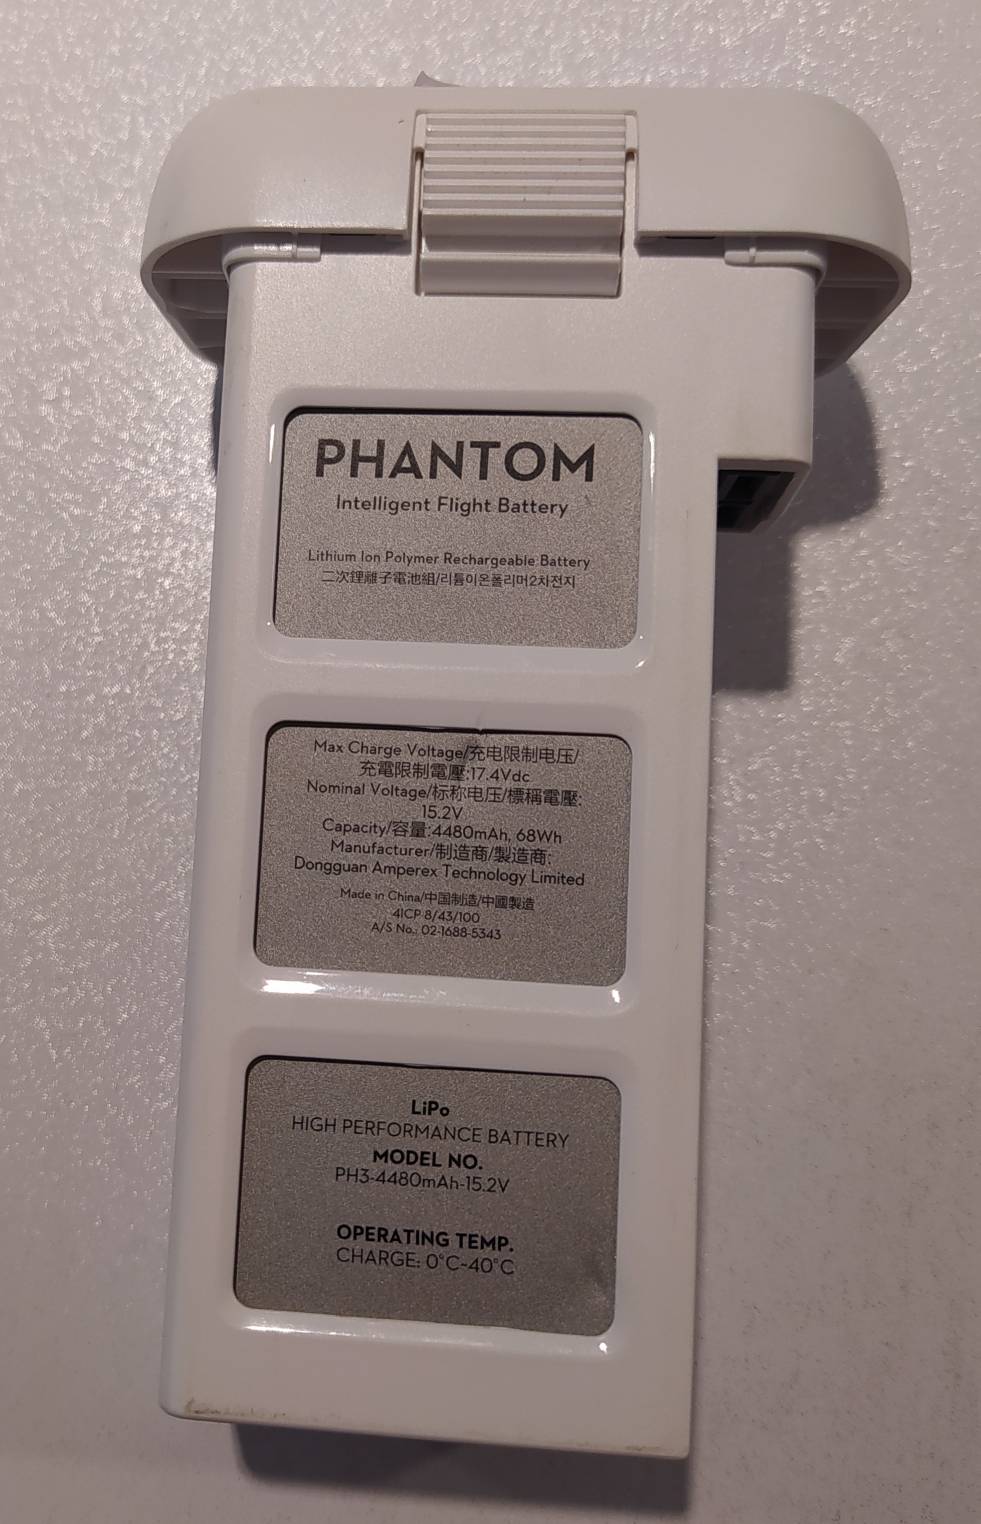 PHANTOM
Intelligent Flight Battery
Lithium Ion Polymer Rechargeable Battery
二次鋰離子電池組/리튬이온폴리머2차전지
Max Charge Voltage/充电限制电压/
充電限制電壓:17.4Vdc
Nominal Voltage/标称电压/標稱電壓:
15.2V
Capacity/容量:4480mAh, 68Wh
Manufacturer/制造商/製造商:
Dongguan Amperex Technology Limited
Made in China/中国制造/中國製造
4ICP 8/43/100
A/S No.: 02-1688-5343
LiPo
HIGH PERFORMANCE BATTERY
MODEL NO.
PH3-4480mAh-15.2V
OPERATING TEMP.
CHARGE: 0°C~40°C